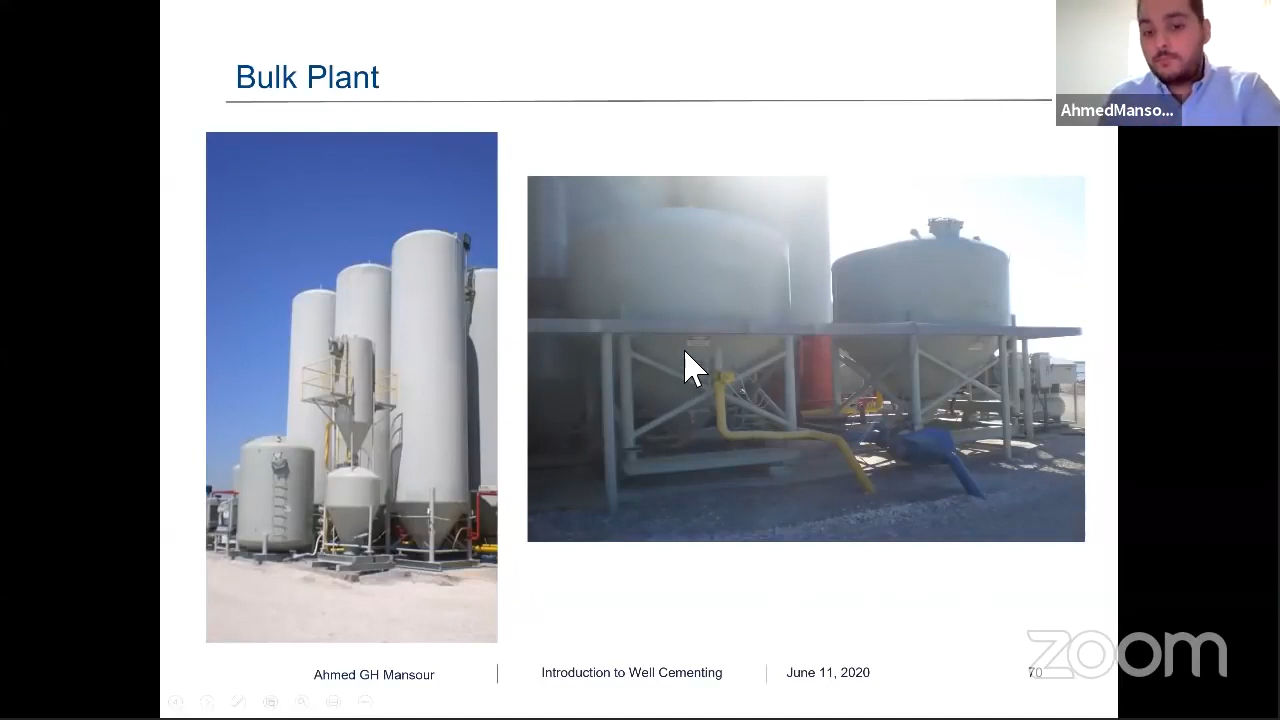 Bulk Plant
AhmedManso...
Ahmed GH Mansour
Introduction to Well Cementing
June 11, 2020
70
zoom